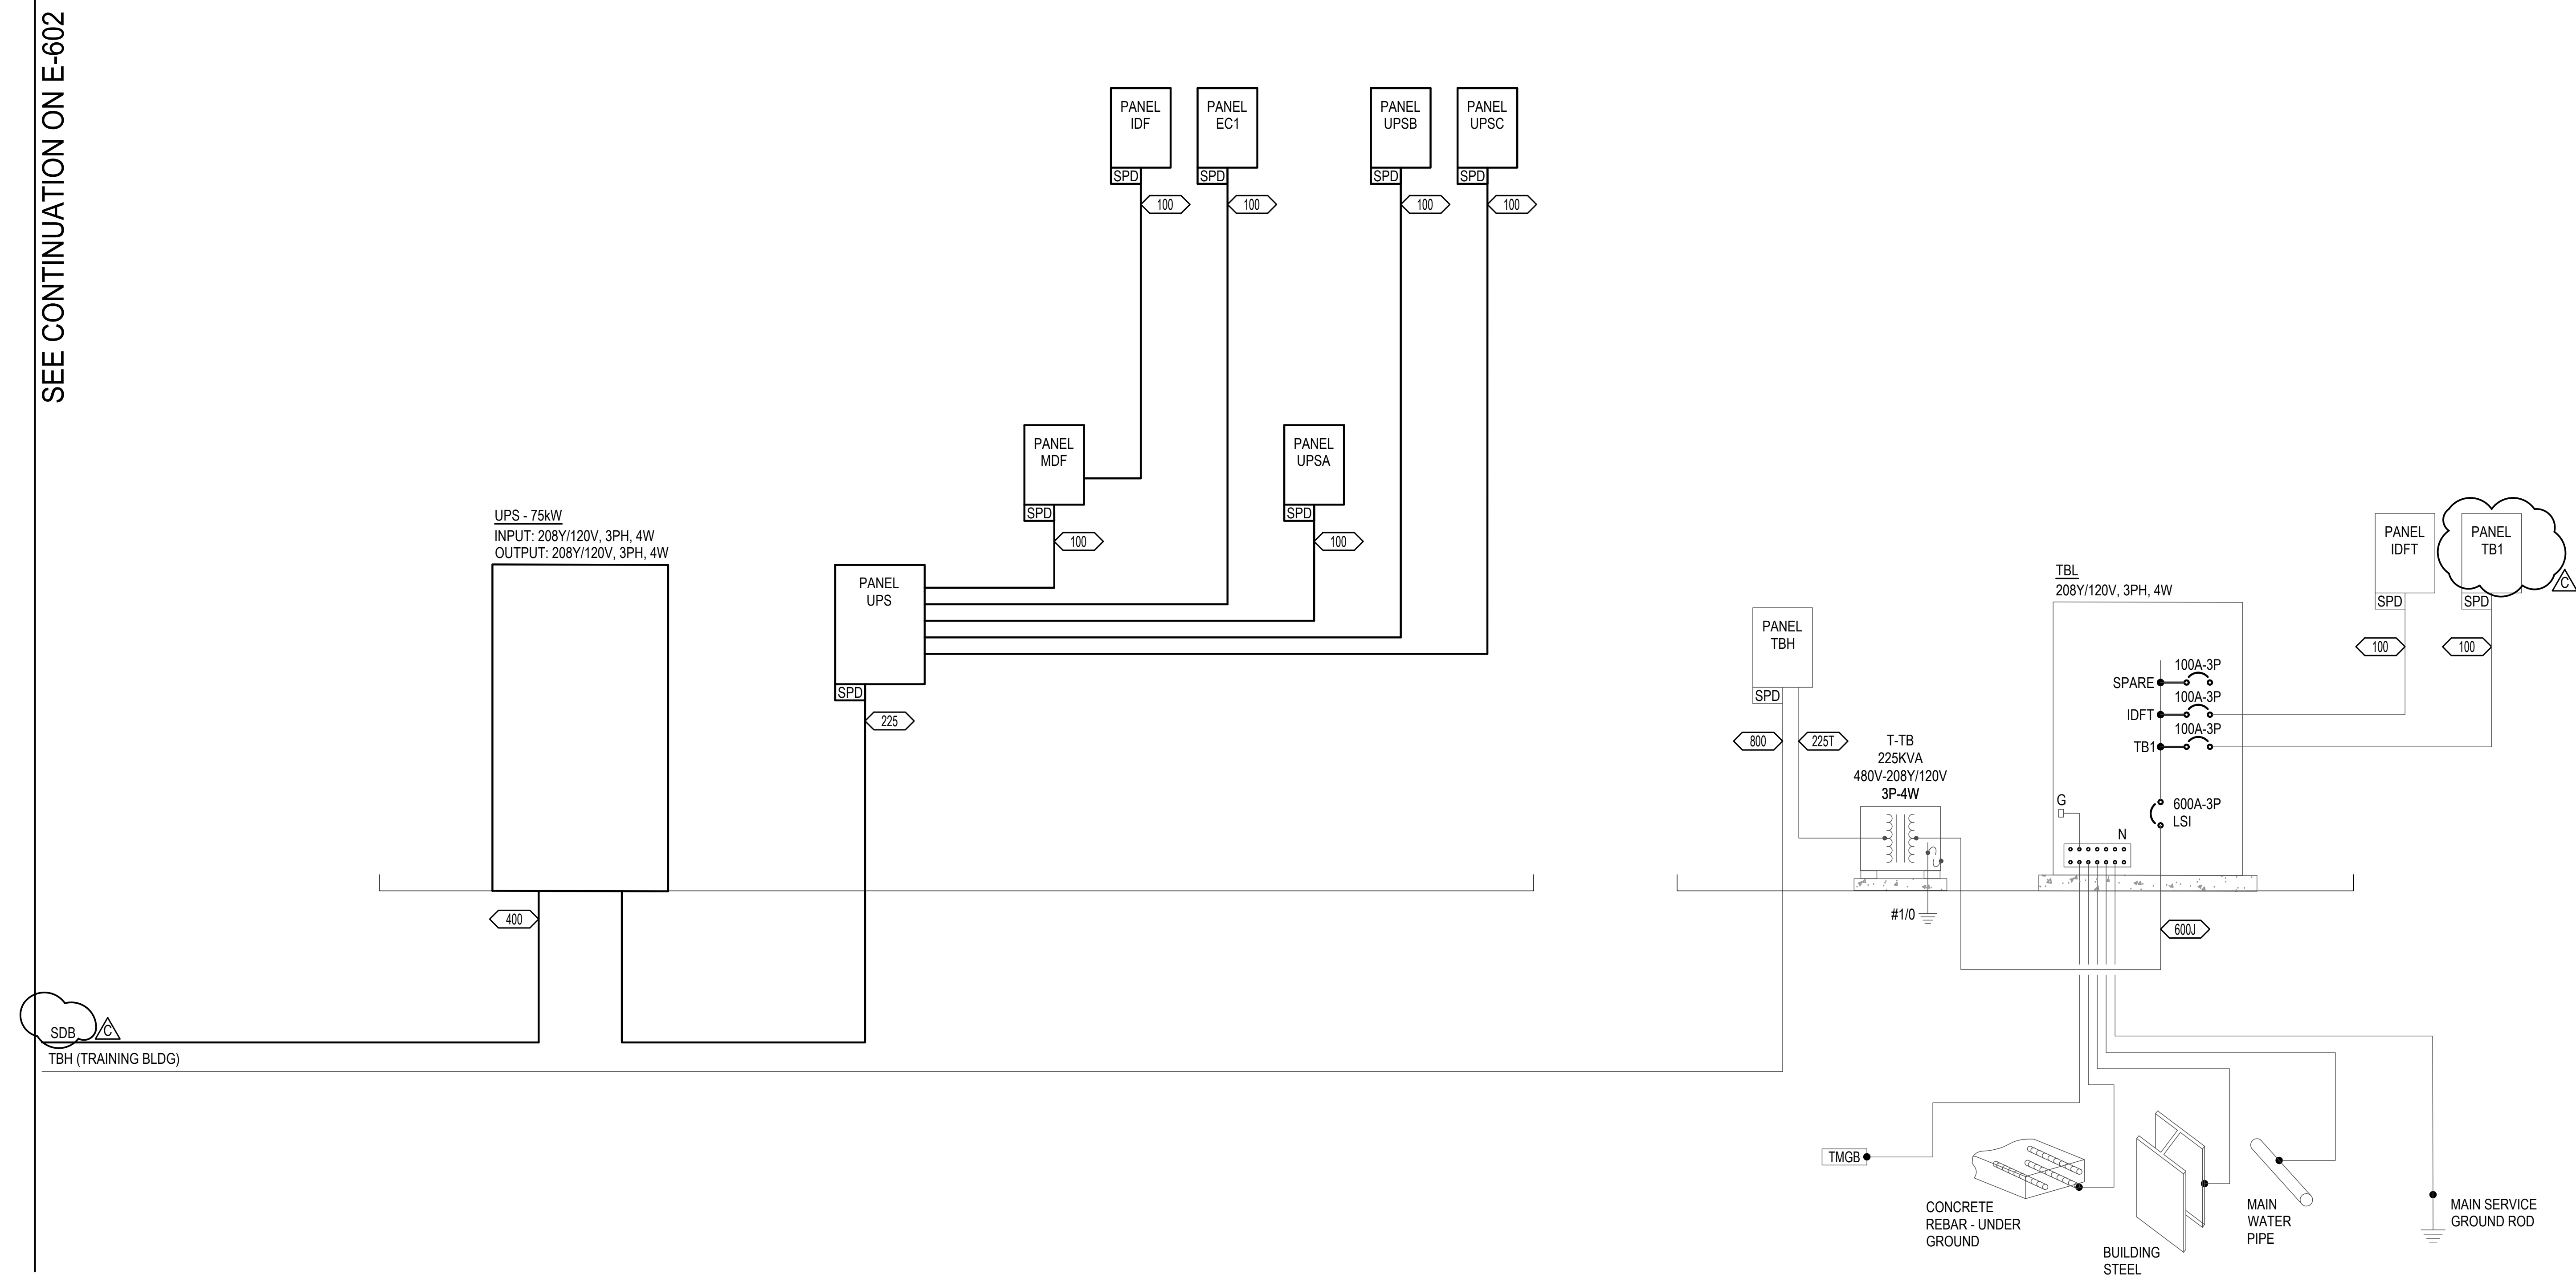 SEE CONTINUATION ON E-602
PANEL
IDF
SPD
100
PANEL
EC1
SPD
100
PANEL
UPSB
SPD
100
PANEL
UPSC
SPD
100
PANEL
MDF
SPD
100
PANEL
UPSA
SPD
100
UPS - 75kW
INPUT: 208Y/120V, 3PH, 4W
OUTPUT: 208Y/120V, 3PH, 4W
PANEL
UPS
SPD
225
400
SDB
C
TBH (TRAINING BLDG)
PANEL
TBH
SPD
800
225T
T-TB
225KVA
480V-208Y/120V
3P-4W
#1/0
TBL
208Y/120V, 3PH, 4W
100A-3P
SPARE
100A-3P
IDFT
100A-3P
TB1
600A-3P
LSI
G
N
600J
PANEL
IDFT
SPD
100
PANEL
TB1
SPD
100
C
TMGB
CONCRETE
REBAR - UNDER
GROUND
BUILDING
STEEL
MAIN
WATER
PIPE
MAIN SERVICE
GROUND ROD